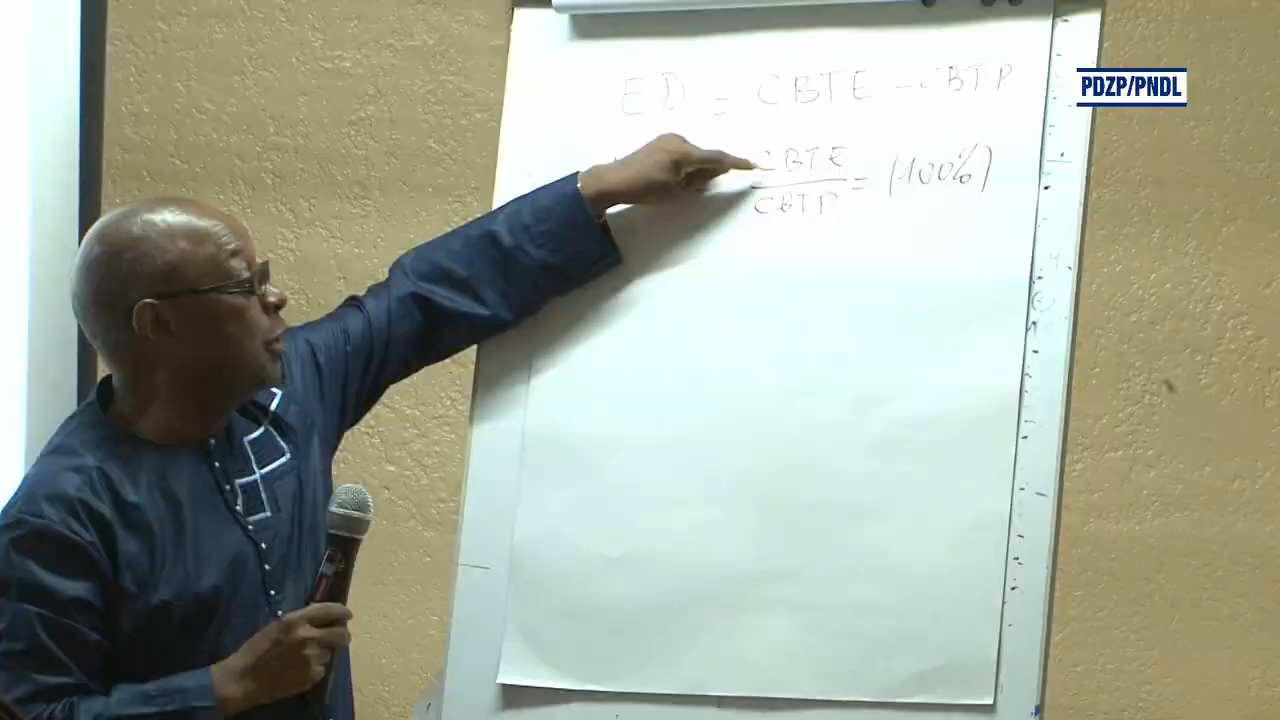 ED = CBTE - CBTP
CBTE
CBTP
= (100%)
PDZP/PNDL